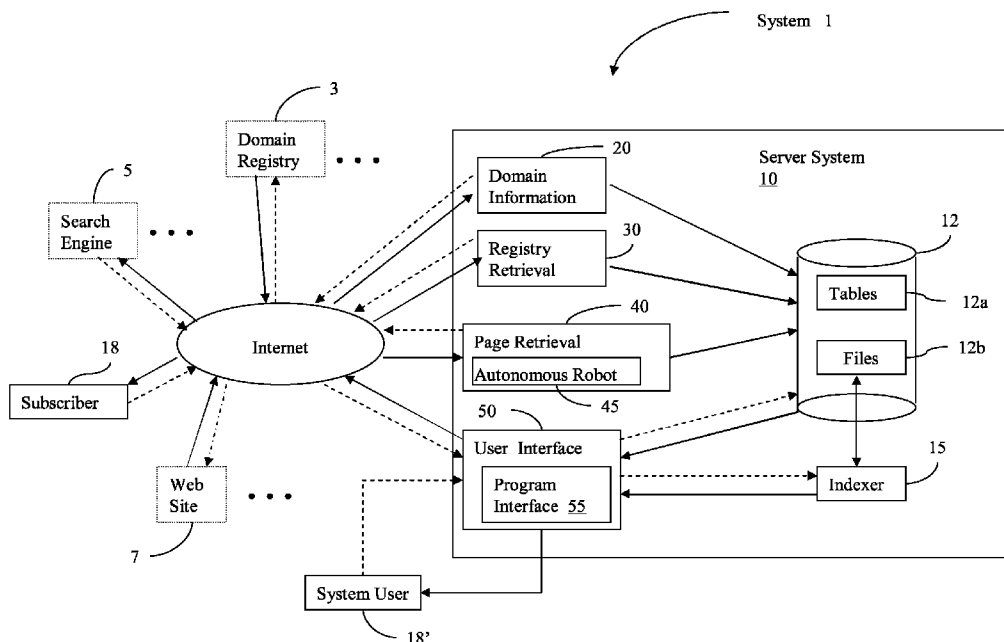 System 1
3
Domain
Registry
5
Search
Engine
20
Domain
Information
Server System
10
30
Registry
Retrieval
12
Tables
12a
40
Page Retrieval
Autonomous Robot
45
Files
12b
Internet
18
Subscriber
50
User Interface
Program
Interface 55
15
Indexer
Web
Site
7
System User
18'